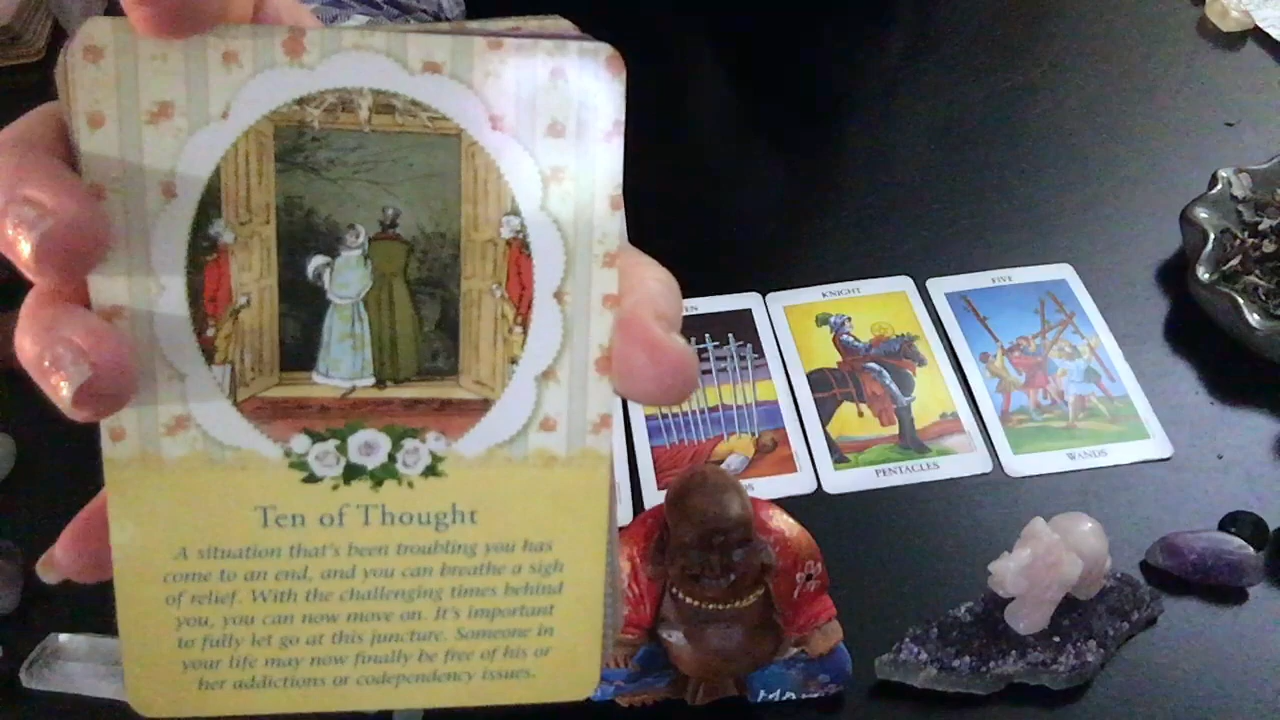 Ten of Thought
A situation that's been troubling you has
come to an end, and you can breathe a sigh
of relief. With the challenging times behind
you, you can now move on. It's important
to fully let go at this juncture. Someone in
your life may now finally be free of his or
her addictions or codependency issues.
EN
DS
KNIGHT
PENTACLES
FIVE
WANDS